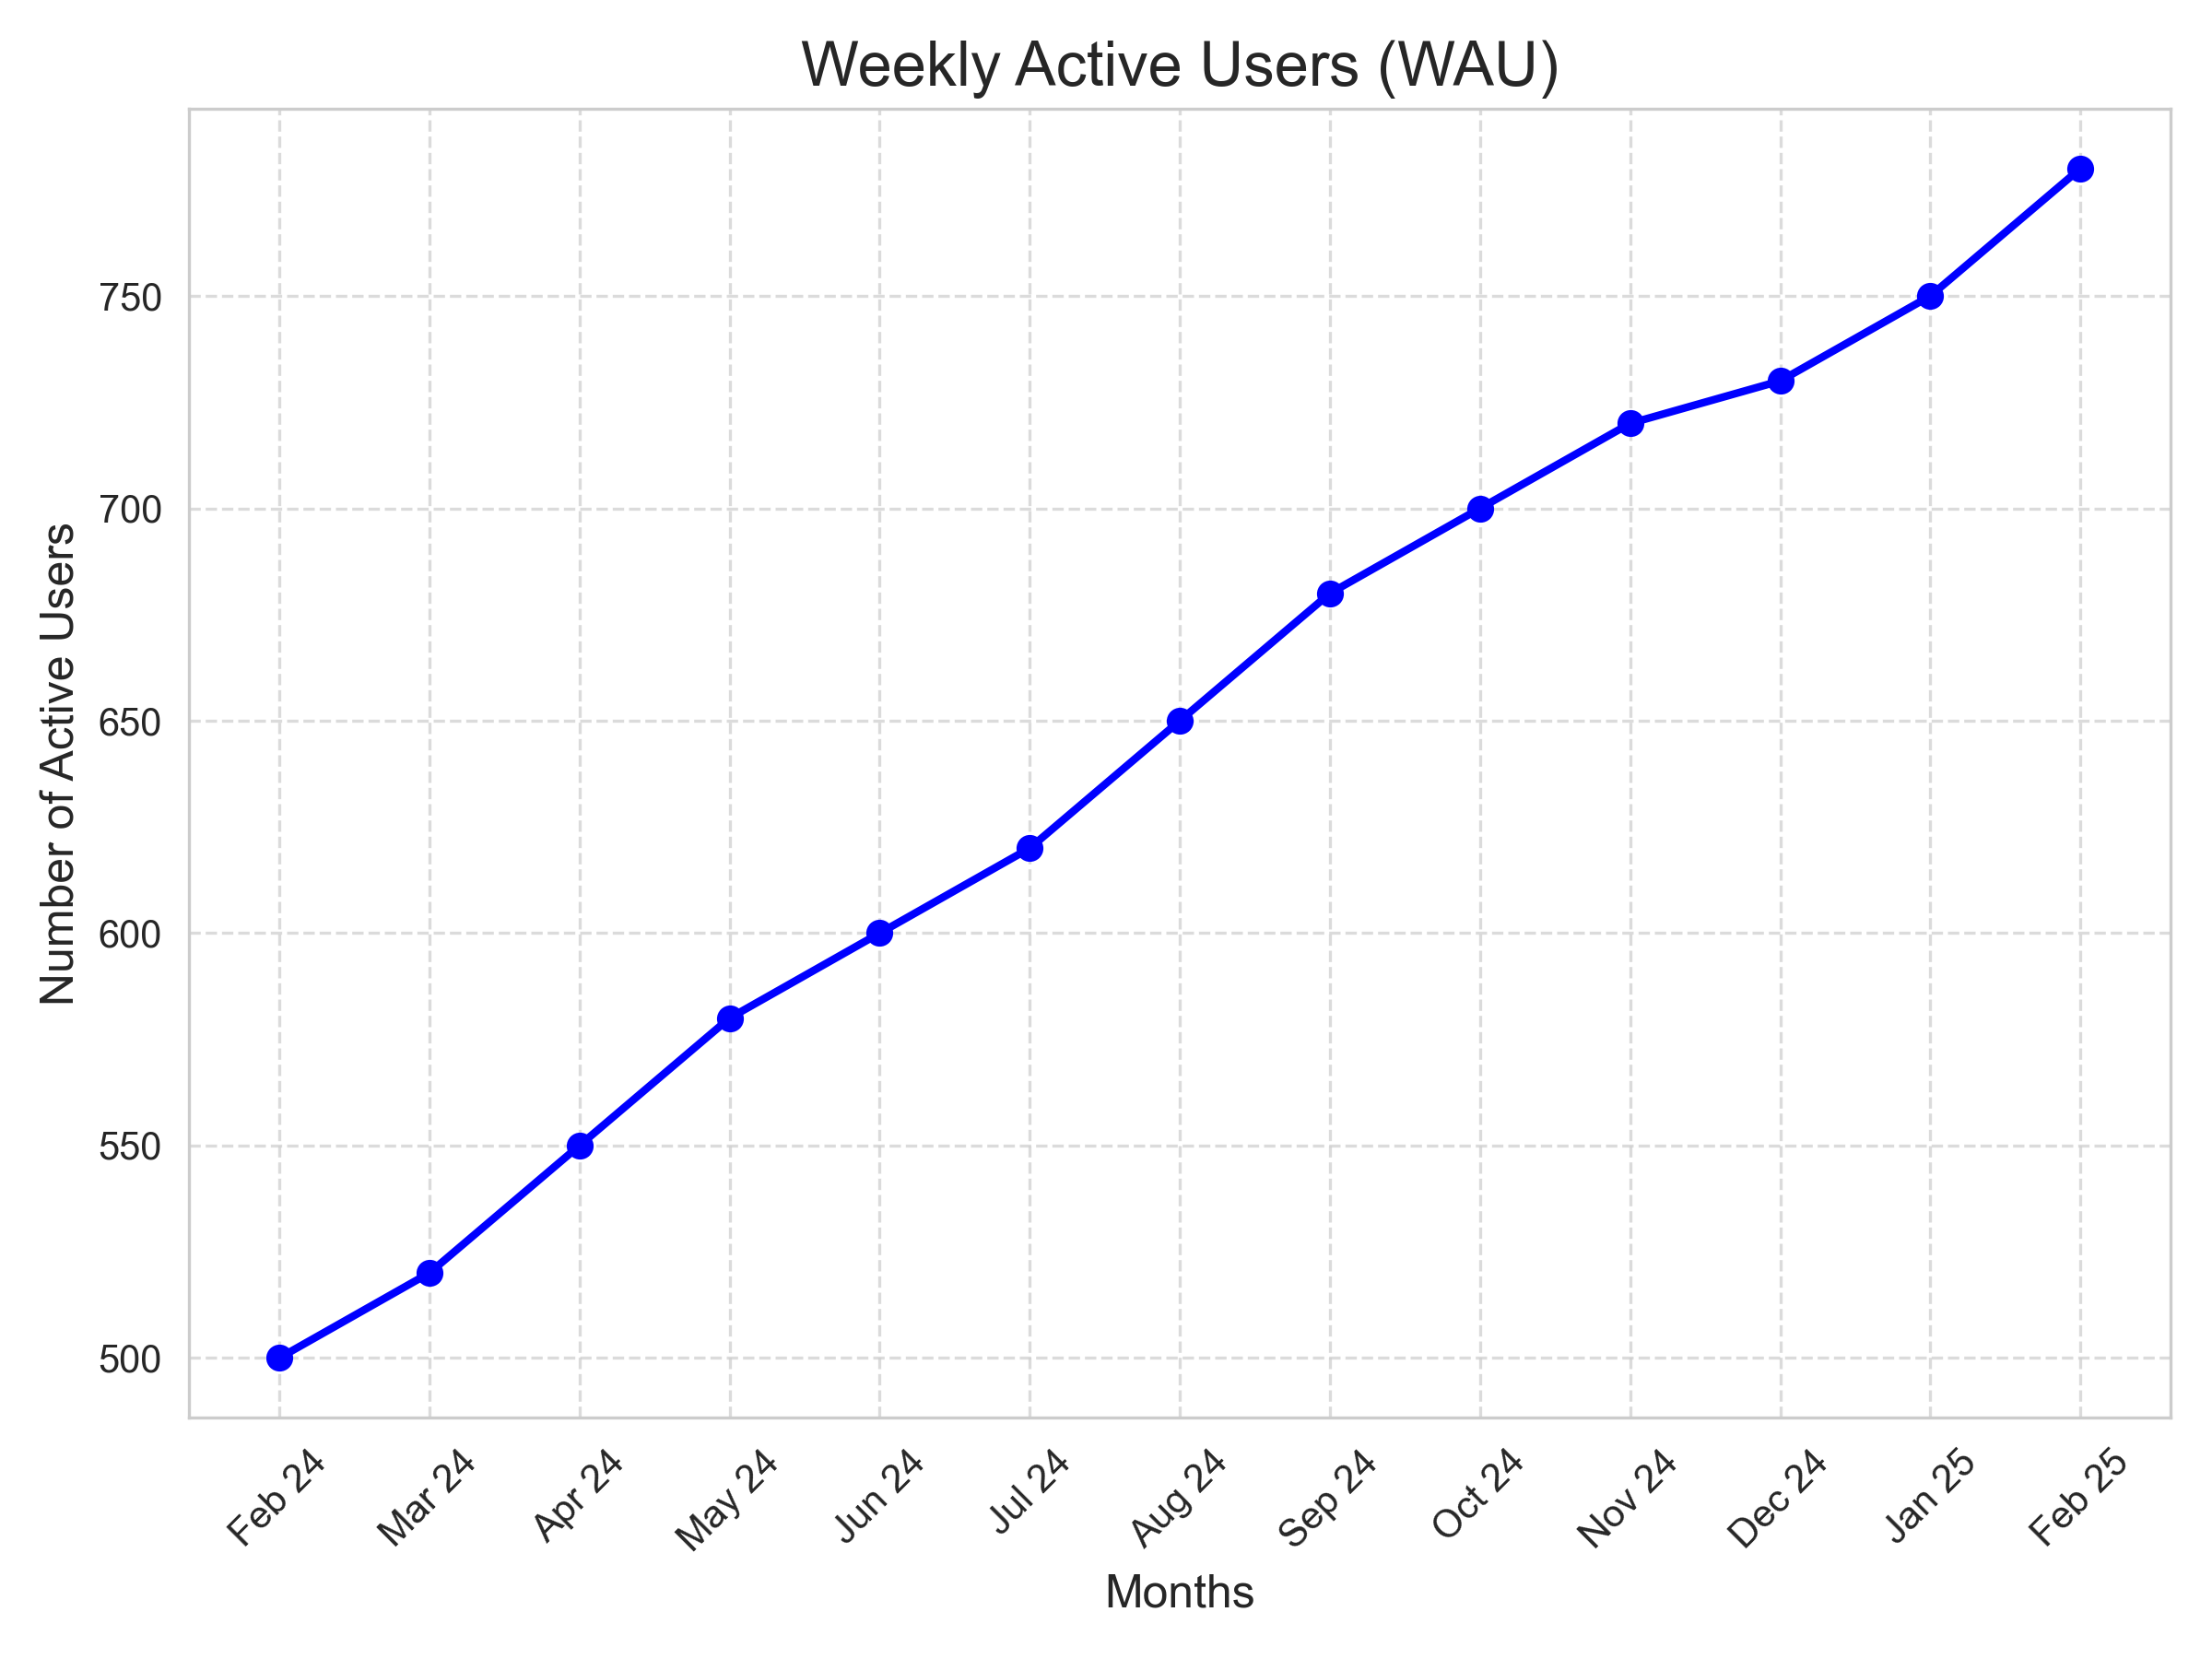 Weekly Active Users (WAU)
Number of Active Users
750
700
650
600
550
500
Feb 24
Mar 24
Apr 24
May 24
Jun 24
Jul 24
Aug 24
Sep 24
Oct 24
Nov 24
Dec 24
Jan 25
Feb 25
Months